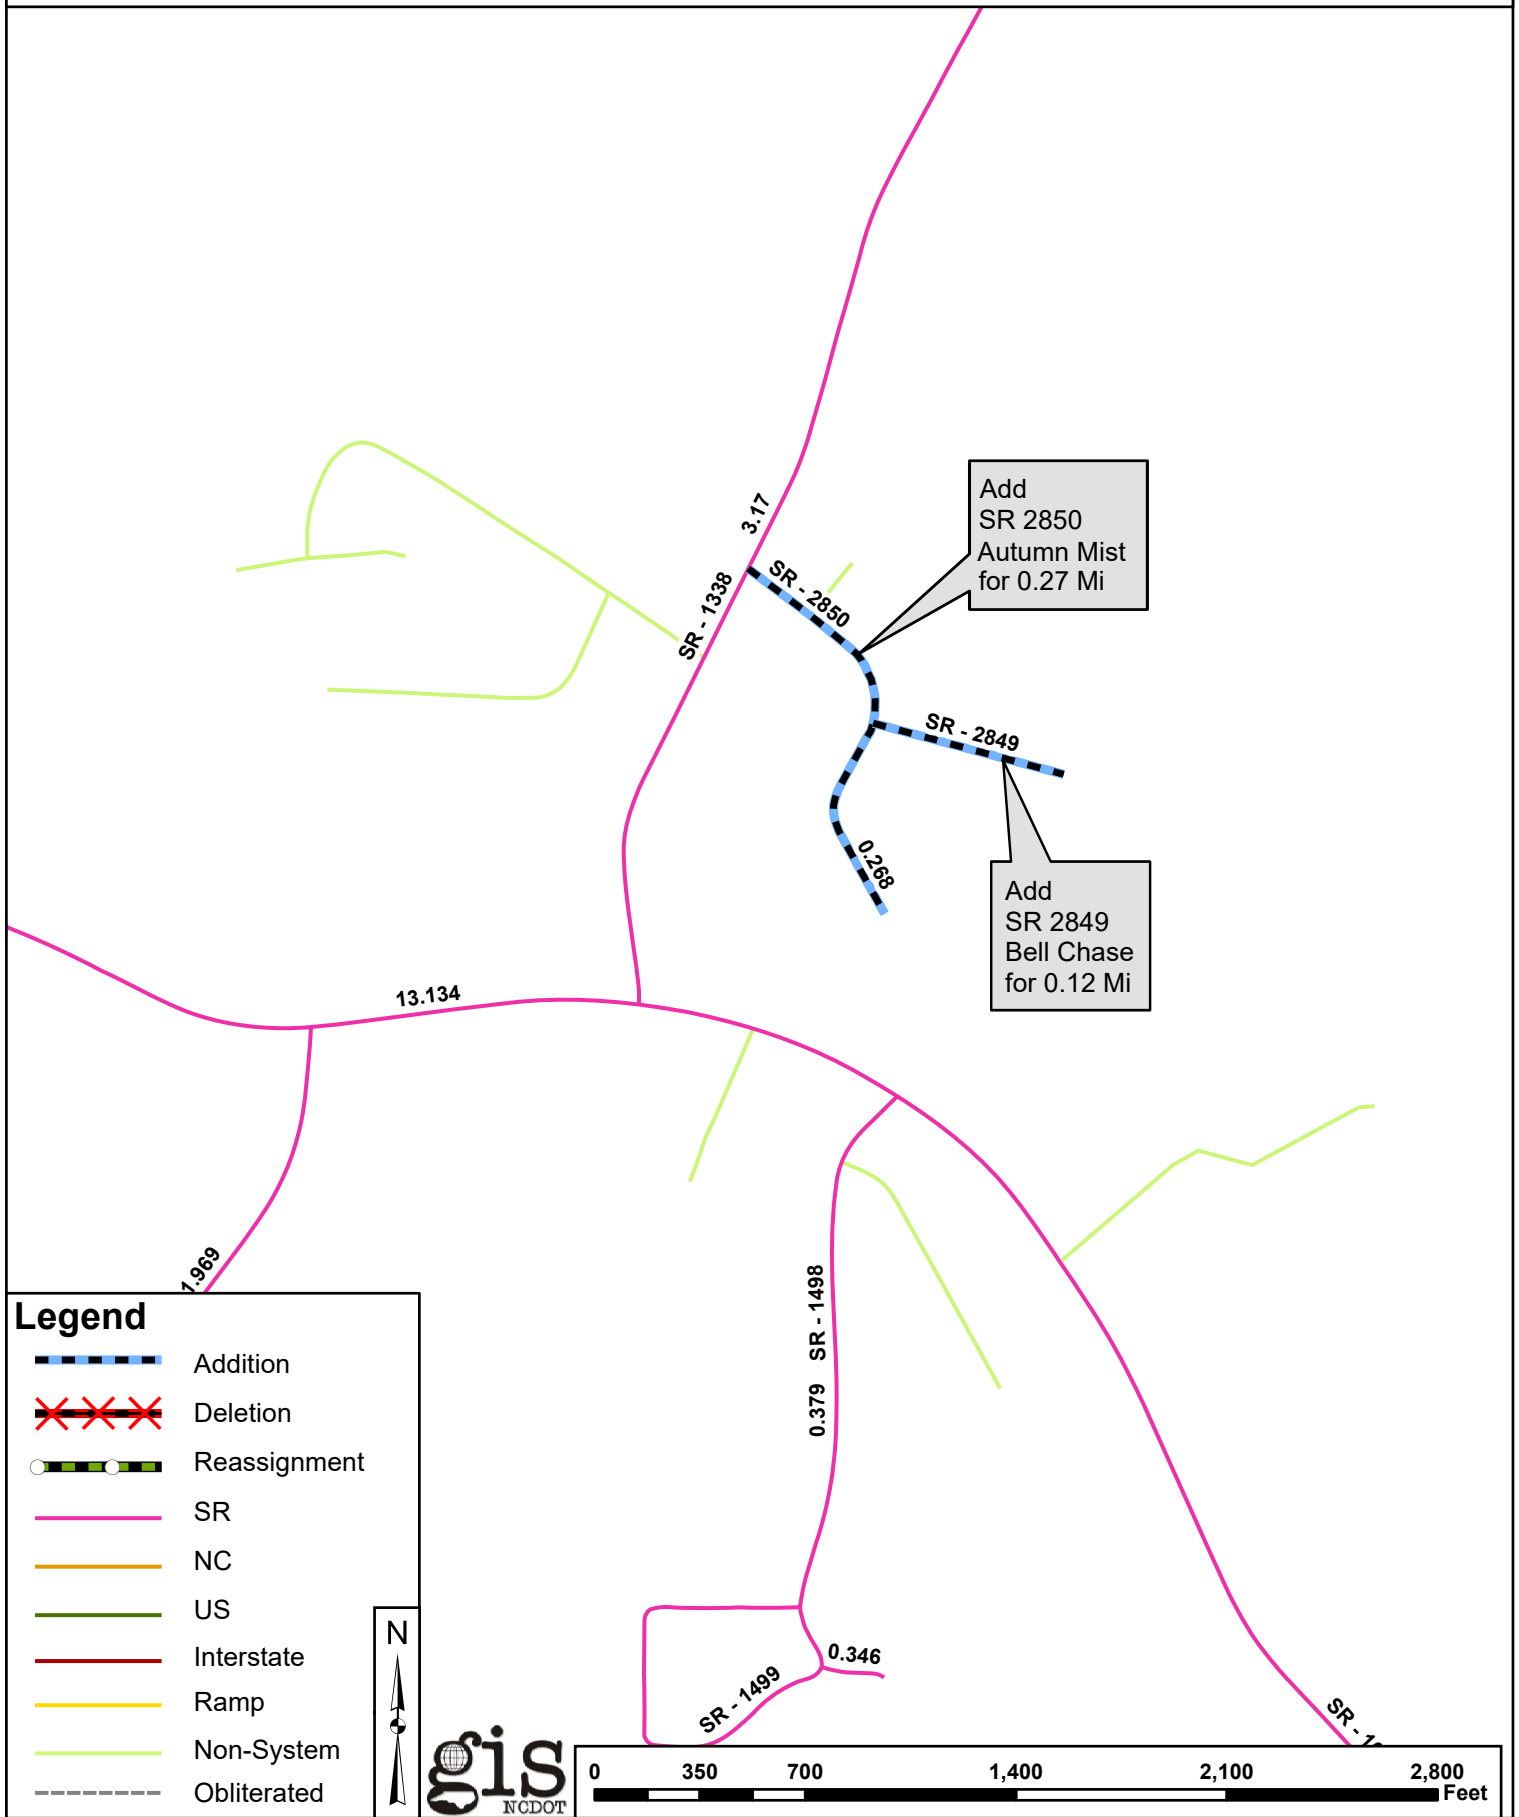 3.17
SR - 1338
SR - 2850
Add
SR 2850
Autumn Mist
for 0.27 Mi
SR - 2849
0.268
Add
SR 2849
Bell Chase
for 0.12 Mi
13.134
1.969
SR - 1498
0.379
0.346
SR - 1499
Legend
Addition
Deletion
Reassignment
SR
NC
US
Interstate
Ramp
Non-System
Obliterated
N
gis
NCDOT
0 350 700 1,400 2,100 2,800
Feet